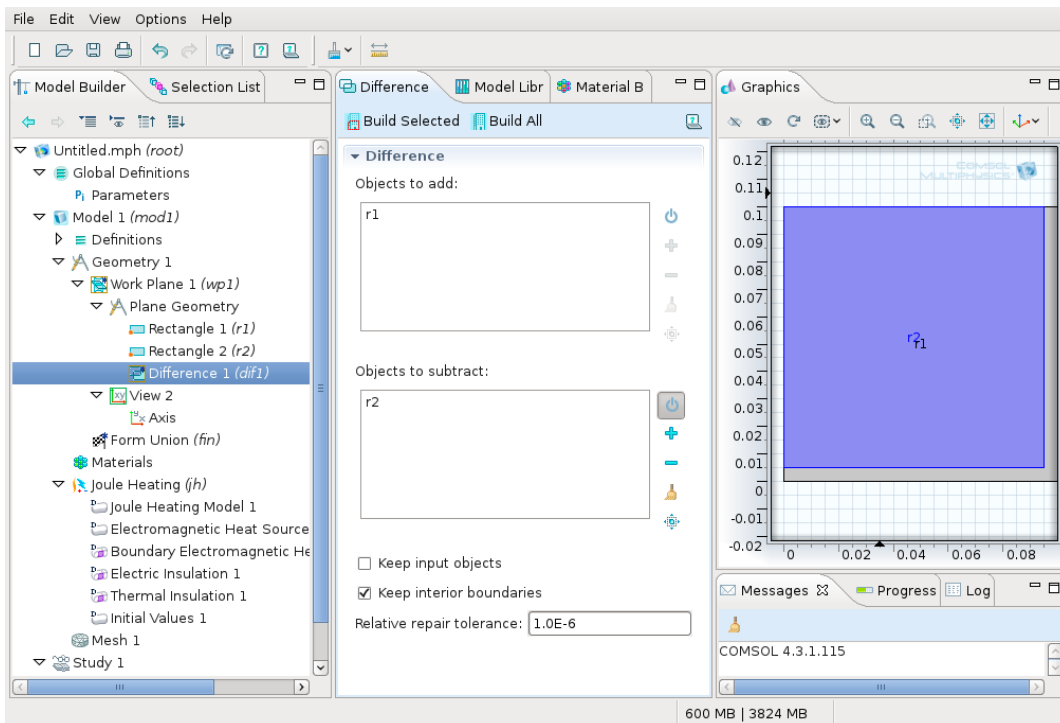 File Edit View Options Help
Model Builder
Selection List
Difference
Model Libr
Material B
Graphics
Build Selected
Build All
Untitled.mph (root)
Global Definitions
Pi Parameters
Model 1 (mod1)
Definitions
Geometry 1
Work Plane 1 (wp1)
Plane Geometry
Rectangle 1 (r1)
Rectangle 2 (r2)
Difference 1 (dif1)
xy View 2
Axis
Form Union (fin)
Materials
Joule Heating (jh)
Joule Heating Model 1
Electromagnetic Heat Source
Boundary Electromagnetic He
Electric Insulation 1
Thermal Insulation 1
Initial Values 1
Mesh 1
Study 1
Difference
Objects to add:
r1
Objects to subtract:
r2
Keep input objects
Keep interior boundaries
Relative repair tolerance: 1.0E-6
COMSOL
MULTIPHYSICS
0.12
0.11
0.1
0.09
0.08
0.07
0.06
0.05
0.04
0.03
0.02
0.01
0
-0.01
-0.02
r2
r1
0 0.02 0.04 0.06 0.08
Messages
Progress
Log
COMSOL 4.3.1.115
600 MB | 3824 MB